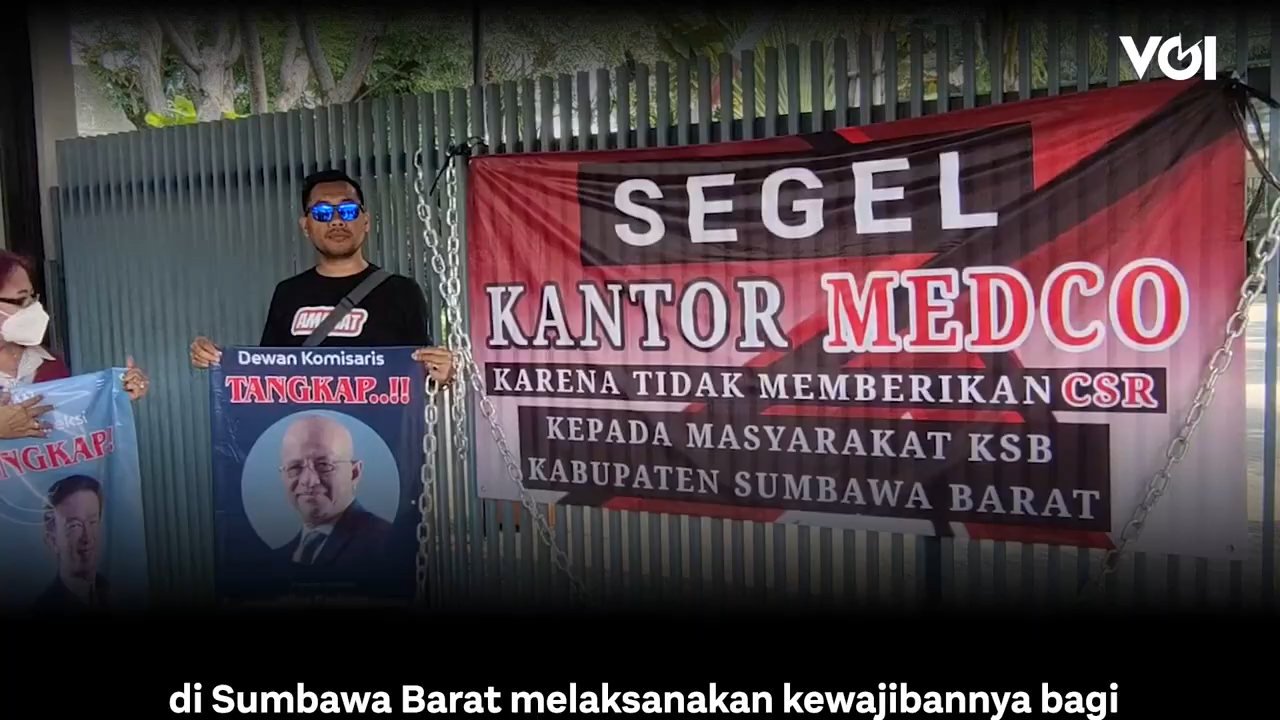 VOI
SEGEL
KANTOR MEDCO
KARENA TIDAK MEMBERIKAN CSR
KEPADA MASYARAKAT KSB
KABUPATEN SUMBAWA BARAT
AMANAT
Dewan Komisaris
TANGKAP..!!
di Sumbawa Barat melaksanakan kewajibannya bagi